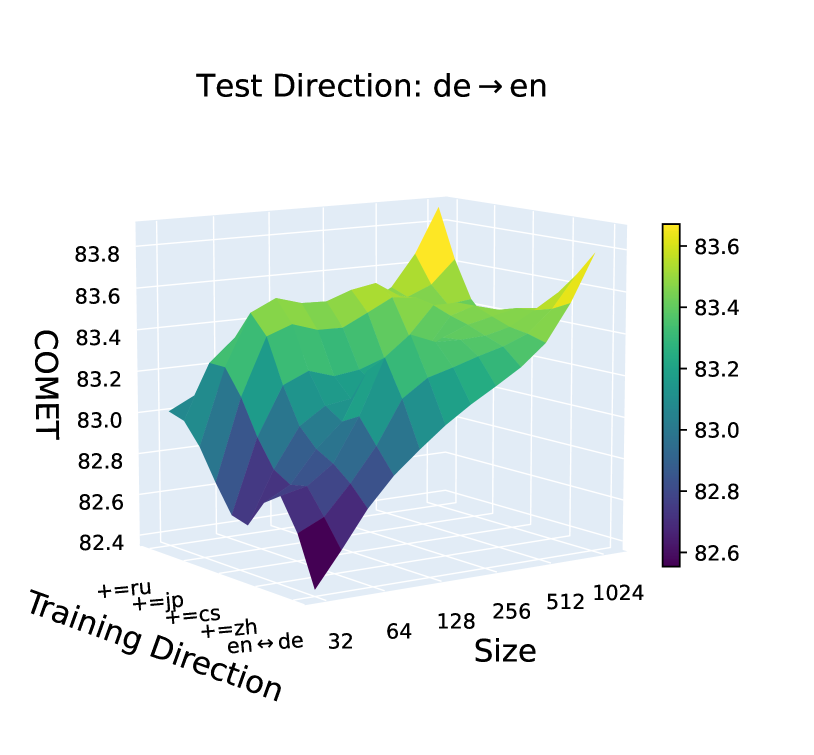 Test Direction: de→en
COMET
83.8
83.6
83.4
83.2
83.0
82.8
82.6
82.4
+=ru
+=jp
+=cs
+=zh
en↔de
Training Direction
32
64
128
256
512
1024
Size
83.6
83.4
83.2
83.0
82.8
82.6